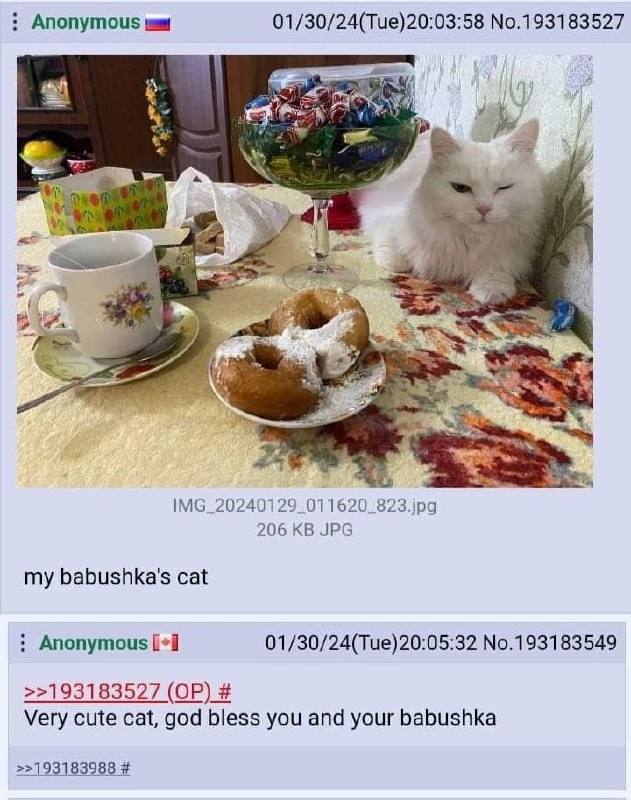 Anonymous 01/30/24(Tue)20:03:58 No.193183527
IMG_20240129_011620_823.jpg
206 KB JPG
my babushka's cat
Anonymous 01/30/24(Tue)20:05:32 No.193183549
>>193183527 (OP) #
Very cute cat, god bless you and your babushka
>>193183988 #